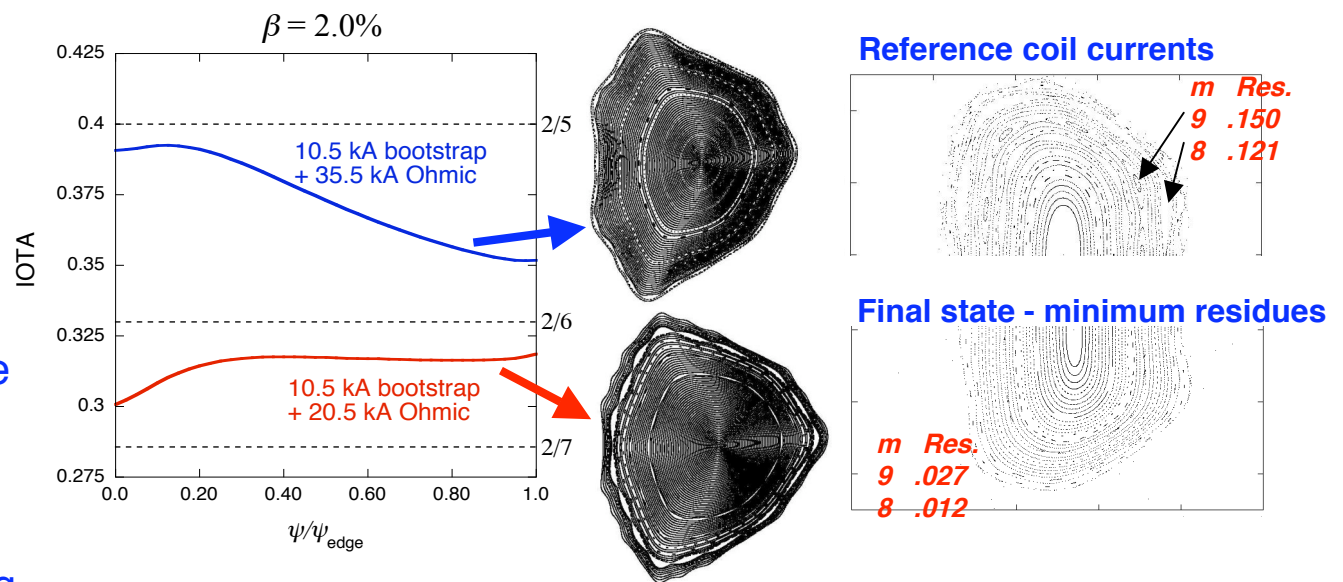 β = 2.0%
0.425
0.4
0.375
0.35
0.325
0.3
0.275
IOTA
10.5 kA bootstrap
+ 35.5 kA Ohmic
10.5 kA bootstrap
+ 20.5 kA Ohmic
2/5
2/6
2/7
0.0
0.20
0.40
0.60
0.80
1.0
ψ/ψedge
Reference coil currents
m Res.
9 .150
8 .121
Final state - minimum residues
m Res.
9 .027
8 .012
e